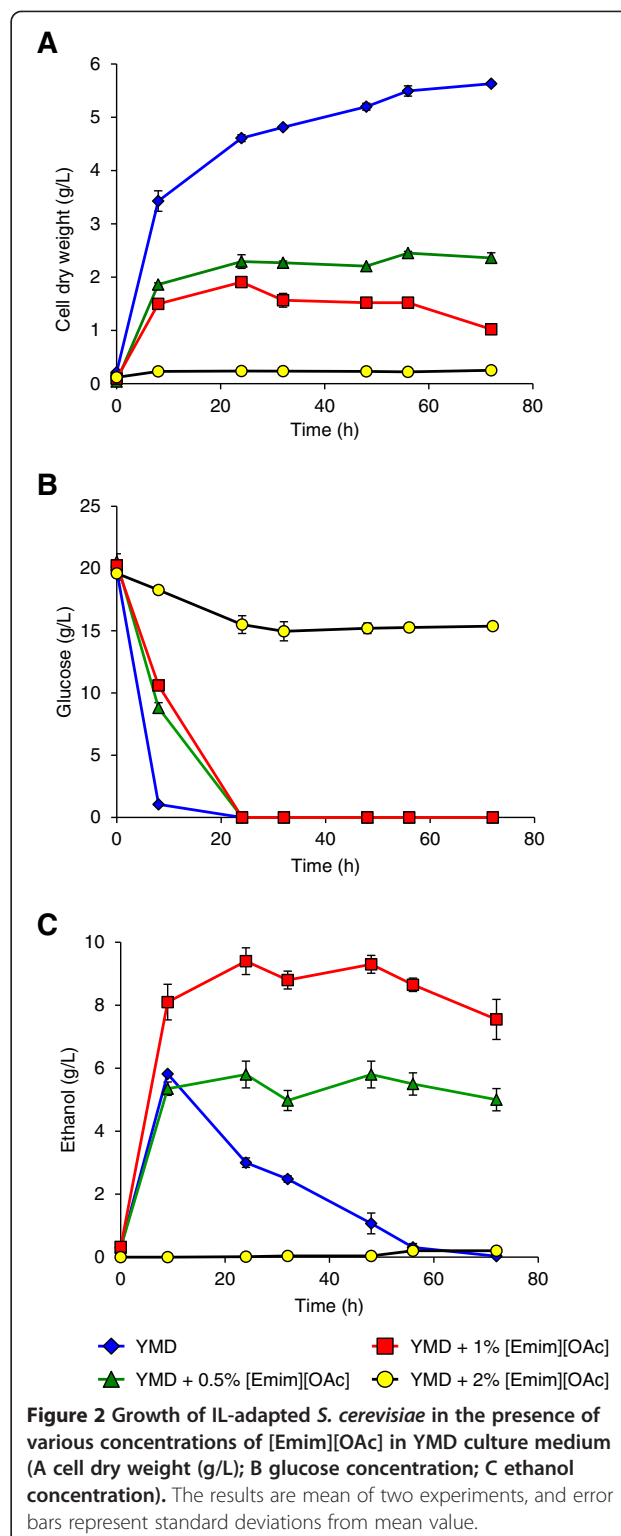 A
6
5
4
3
2
1
0
Cell dry weight (g/L)
0 20 40 60 80
Time (h)
B
25
20
15
10
5
0
Glucose (g/L)
0 20 40 60 80
Time (h)
C
10
8
6
4
2
0
Ethanol (g/L)
0 20 40 60 80
Time (h)
YMD YMD + 1% [Emim][OAc]
YMD + 0.5% [Emim][OAc] YMD + 2% [Emim][OAc]
Figure 2 Growth of IL-adapted S. cerevisiae in the presence of
various concentrations of [Emim][OAc] in YMD culture medium
(A cell dry weight (g/L); B glucose concentration; C ethanol
concentration). The results are mean of two experiments, and error
bars represent standard deviations from mean value.